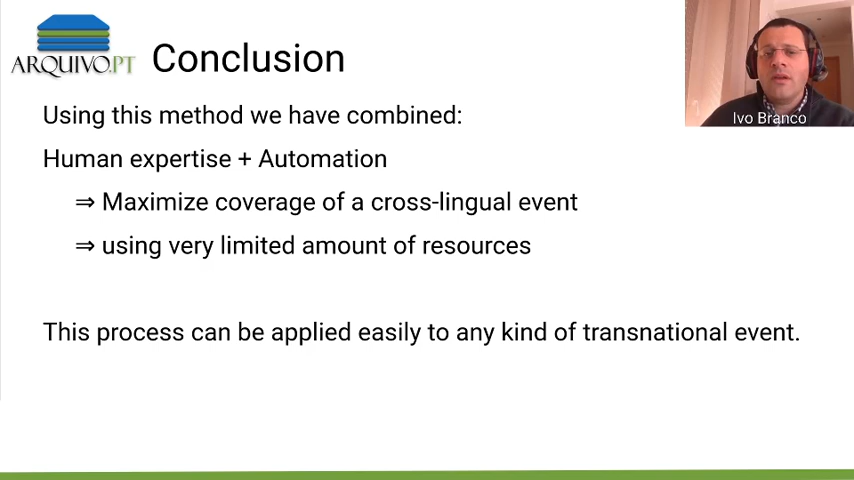 ARQUIVO.PT
Conclusion
Ivo Branco
Using this method we have combined:
Human expertise + Automation
⇒ Maximize coverage of a cross-lingual event
⇒ using very limited amount of resources
This process can be applied easily to any kind of transnational event.